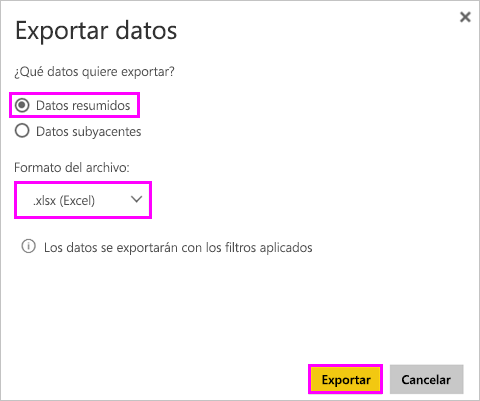 Exportar datos
¿Qué datos quiere exportar?
Datos resumidos
Datos subyacentes
Formato del archivo:
.xlsx (Excel)
Los datos se exportarán con los filtros aplicados
Exportar Cancelar